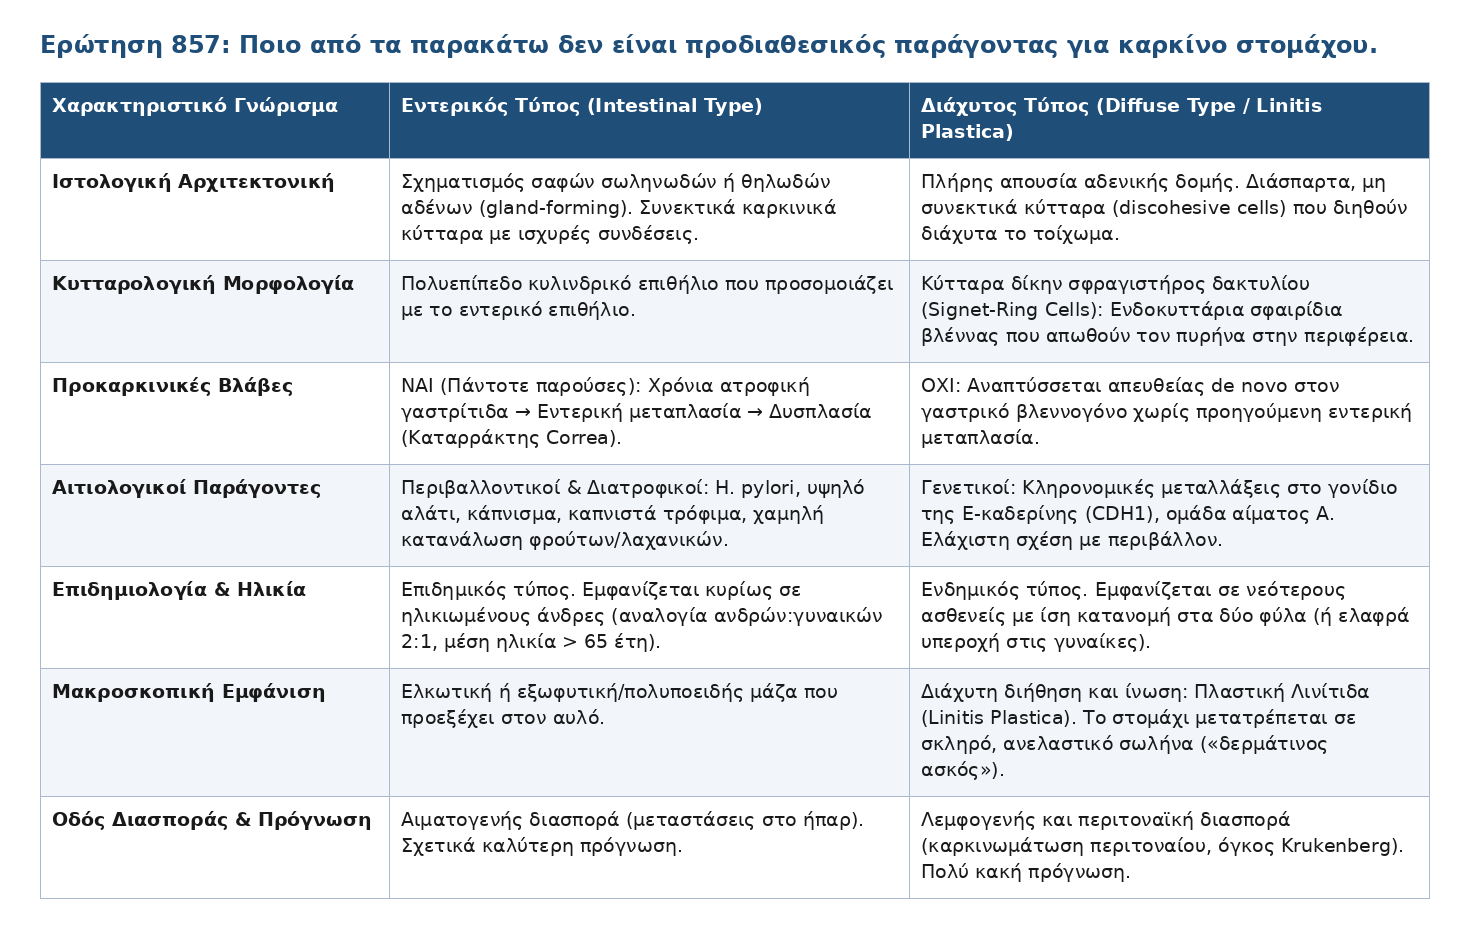 Ερώτηση 857: Ποιο από τα παρακάτω δεν είναι προδιαθεσικός παράγοντας για καρκίνο στομάχου.
Χαρακτηριστικό Γνώρισμα
Εντερικός Τύπος (Intestinal Type)
Διάχυτος Τύπος (Diffuse Type / Linitis
Plastica)
Ιστολογική Αρχιτεκτονική
Σχηματισμός σαφών σωληνωδών ή θηλωδών
αδένων (gland-forming). Συνεκτικά καρκινικά
κύτταρα με ισχυρές συνδέσεις.
Πλήρης απουσία αδενικής δομής. Διάσπαρτα, μη
συνεκτικά κύτταρα (discohesive cells) που διηθούν
διάχυτα το τοίχωμα.
Κυτταρολογική Μορφολογία
Πολυεπίπεδο κυλινδρικό επιθήλιο που προσομοιάζει
με το εντερικό επιθήλιο.
Κύτταρα δίκην σφραγιστήρος δακτυλίου
(Signet-Ring Cells): Ενδοκυττάρια σφαιρίδια
βλέννας που απωθούν τον πυρήνα στην περιφέρεια.
Προκαρκινικές Βλάβες
ΝΑΙ (Πάντοτε παρούσες): Χρόνια ατροφική
γαστρίτιδα → Εντερική μεταπλασία → Δυσπλασία
(Καταρράκτης Correa).
ΟΧΙ: Αναπτύσσεται απευθείας de novo στον
γαστρικό βλεννογόνο χωρίς προηγούμενη εντερική
μεταπλασία.
Αιτιολογικοί Παράγοντες
Περιβαλλοντικοί & Διατροφικοί: H. pylori, υψηλό
αλάτι, κάπνισμα, καπνιστά τρόφιμα, χαμηλή
κατανάλωση φρούτων/λαχανικών.
Γενετικοί: Κληρονομικές μεταλλάξεις στο γονίδιο
της Ε-καδερίνης (CDH1), ομάδα αίματος Α.
Ελάχιστη σχέση με περιβάλλον.
Επιδημιολογία & Ηλικία
Επιδημικός τύπος. Εμφανίζεται κυρίως σε
ηλικιωμένους άνδρες (αναλογία ανδρών:γυναικών
2:1, μέση ηλικία > 65 έτη).
Ενδημικός τύπος. Εμφανίζεται σε νεότερους
ασθενείς με ίση κατανομή στα δύο φύλα (ή ελαφρά
υπεροχή στις γυναίκες).
Μακροσκοπική Εμφάνιση
Ελκωτική ή εξωφυτική/πολυποειδής μάζα που
προεξέχει στον αυλό.
Διάχυτη διήθηση και ίνωση: Πλαστική Λινίτιδα
(Linitis Plastica). Το στομάχι μετατρέπεται σε
σκληρό, ανελαστικό σωλήνα («δερμάτινος
ασκός»).
Οδός Διασποράς & Πρόγνωση
Αιματογενής διασπορά (μεταστάσεις στο ήπαρ).
Σχετικά καλύτερη πρόγνωση.
Λεμφογενής και περιτοναϊκή διασπορά
(καρκινωμάτωση περιτοναίου, όγκος Krukenberg).
Πολύ κακή πρόγνωση.